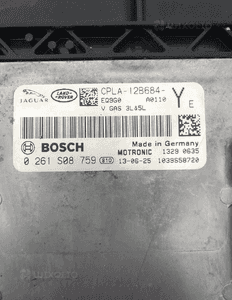 JAGUAR LAND ROVER CPLA-12B684-
EQ9G0 A0110 Y E
V GAS 3L45L
BOSCH Made in Germany
MOTRONIC 1329 0635
0 261 S08 759 13-06-25 1039S58720